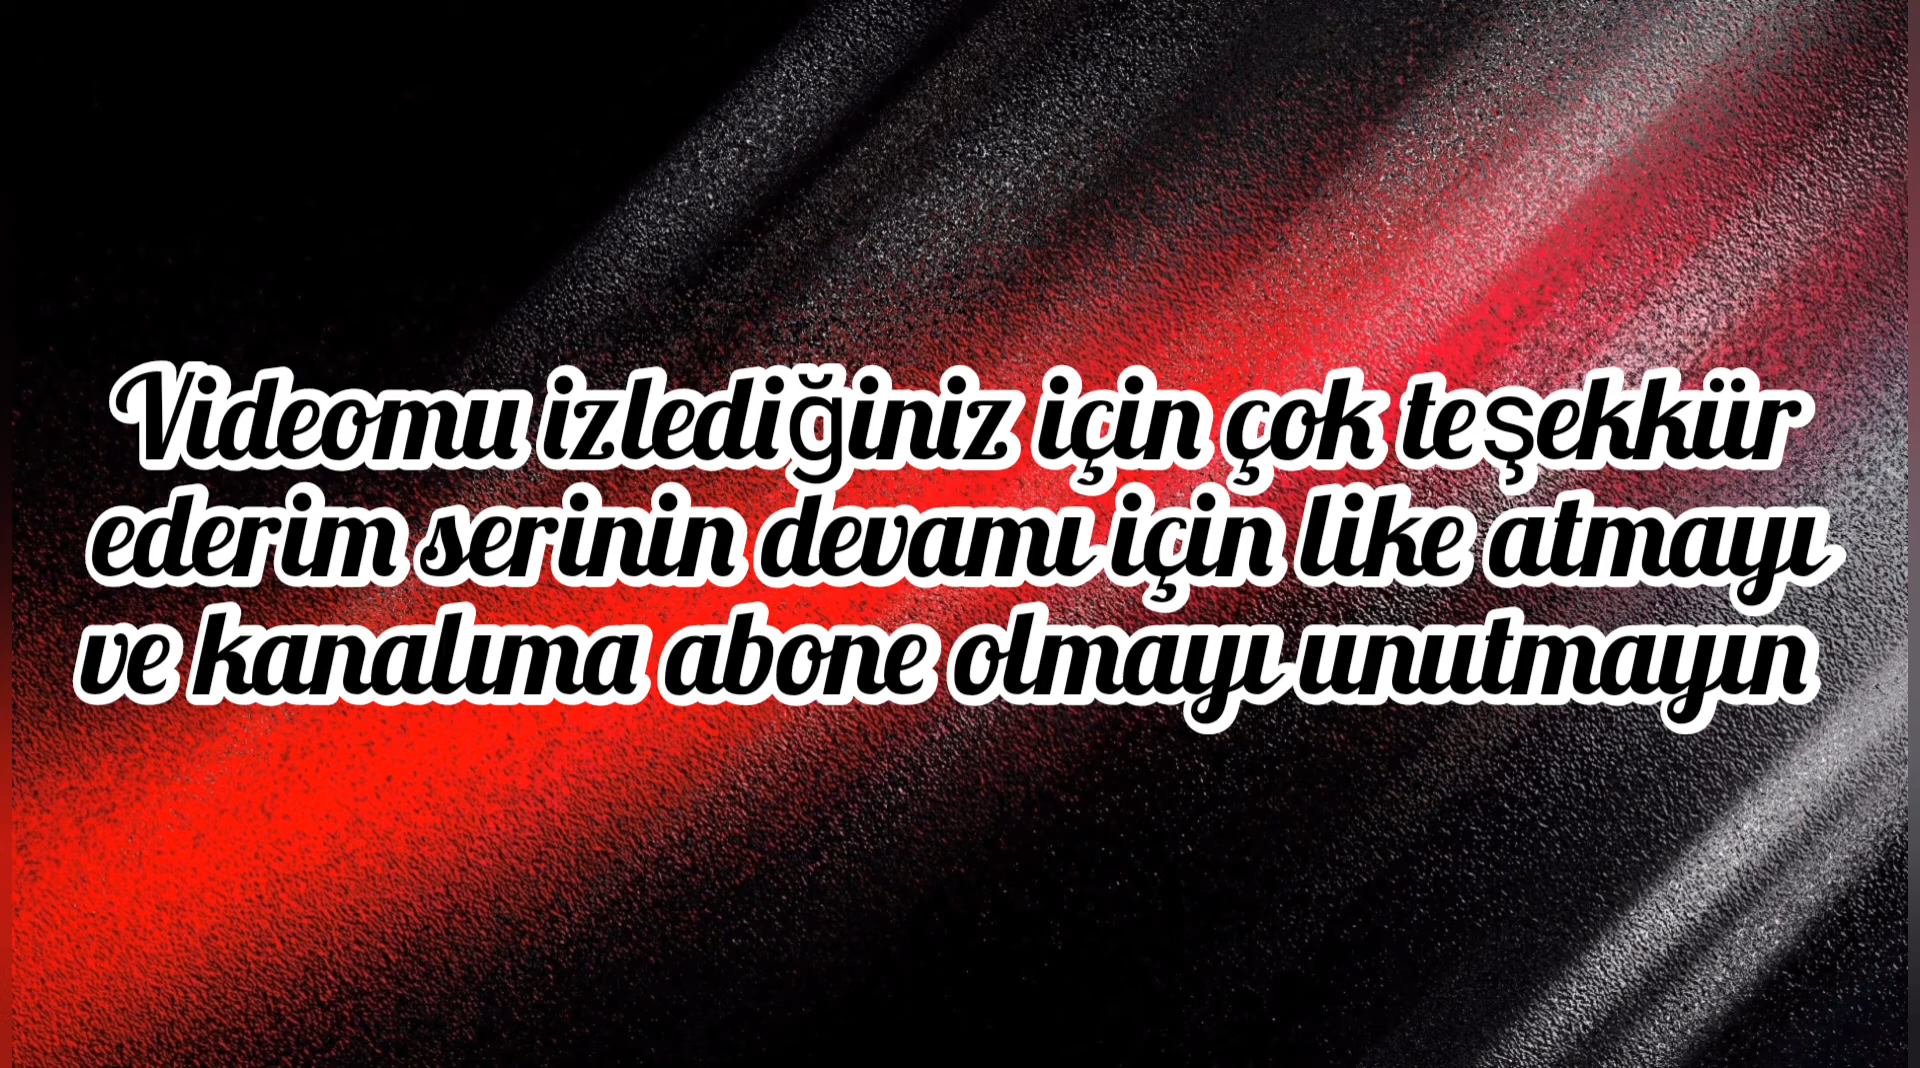 Videomu izlediğiniz için çok teşekkür
ederim serinin devamı için like atmayı
ve kanalıma abone olmayı unutmayın